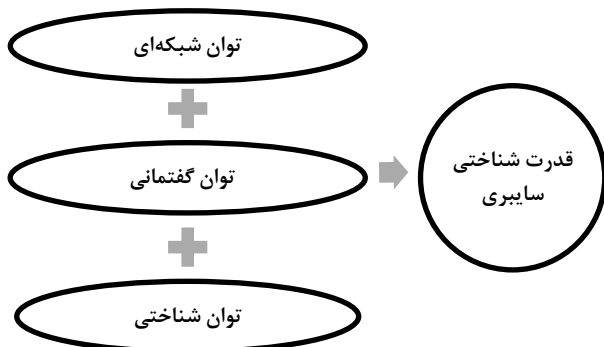 توان شبکه‌ای
توان گفتمانی
توان شناختی
قدرت شناختی
سایبری